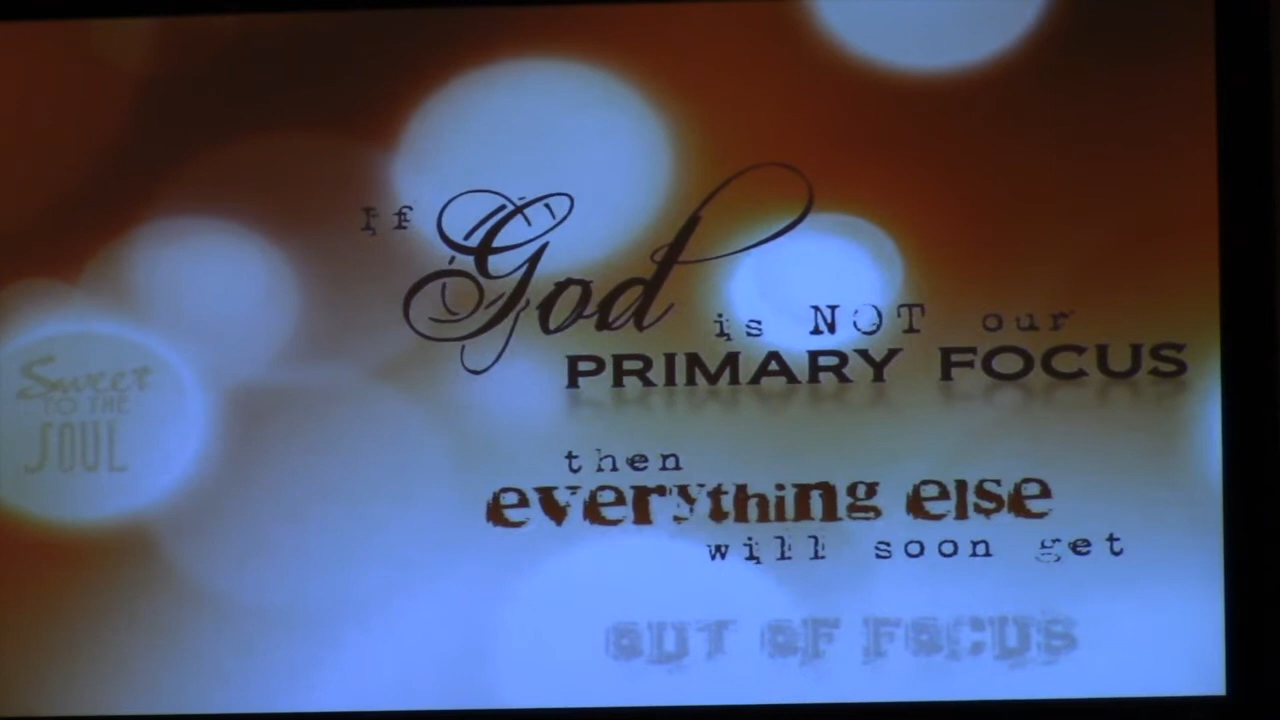 If God is NOT our
PRIMARY FOCUS
then
everything else
will soon get
OUT OF FOCUS
Sweet
TO THE
SOUL